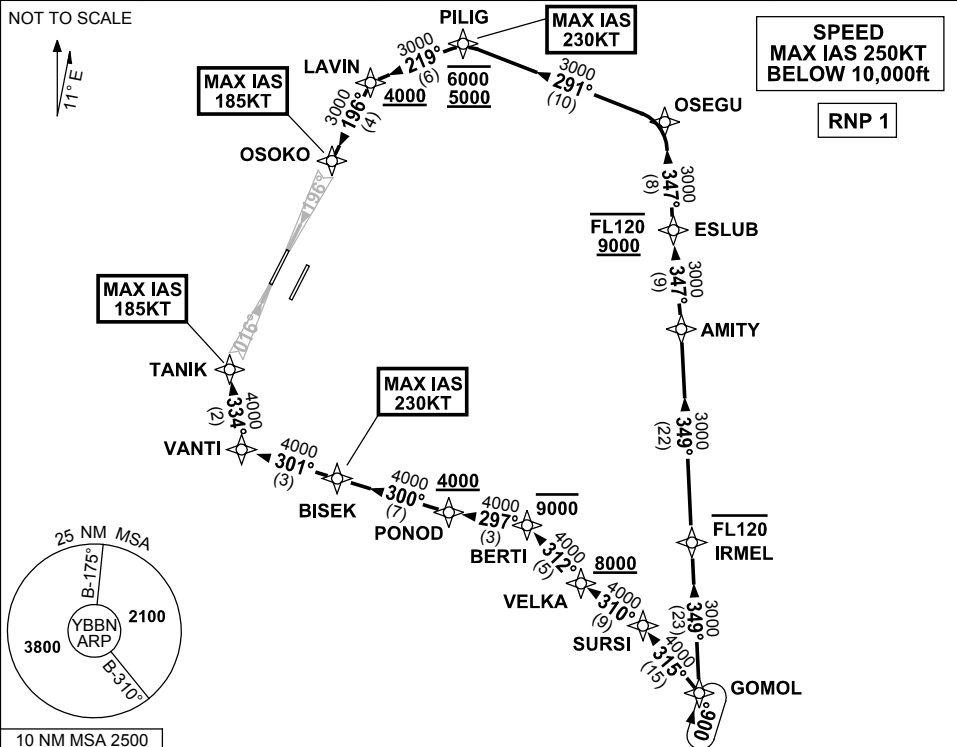 NOT TO SCALE
11° E
PILIG
MAX IAS
230KT
SPEED
MAX IAS 250KT
BELOW 10,000ft
RNP 1
LAVIN
3000
219°
(6)
6000
5000
4000
3000
291°
(10)
OSEGU
MAX IAS
185KT
3000
196°
(4)
OSOKO
196°
3000
347°
(8)
FL120
9000
ESLUB
3000
347°
(9)
AMITY
MAX IAS
185KT
016°
TANIK
4000
334°
(2)
VANTI
MAX IAS
230KT
3000
349°
(22)
4000
301°
(3)
BISEK
4000
300°
(7)
4000
PONOD
4000
297°
(3)
9000
BERTI
FL120
IRMEL
4000
312°
(5)
8000
VELKA
4000
310°
(9)
SURSI
3000
349°
(23)
4000
315°
(15)
GOMOL
006°
25 NM MSA
B-175°
2100
YBBN
ARP
3800
B-310°
10 NM MSA 2500